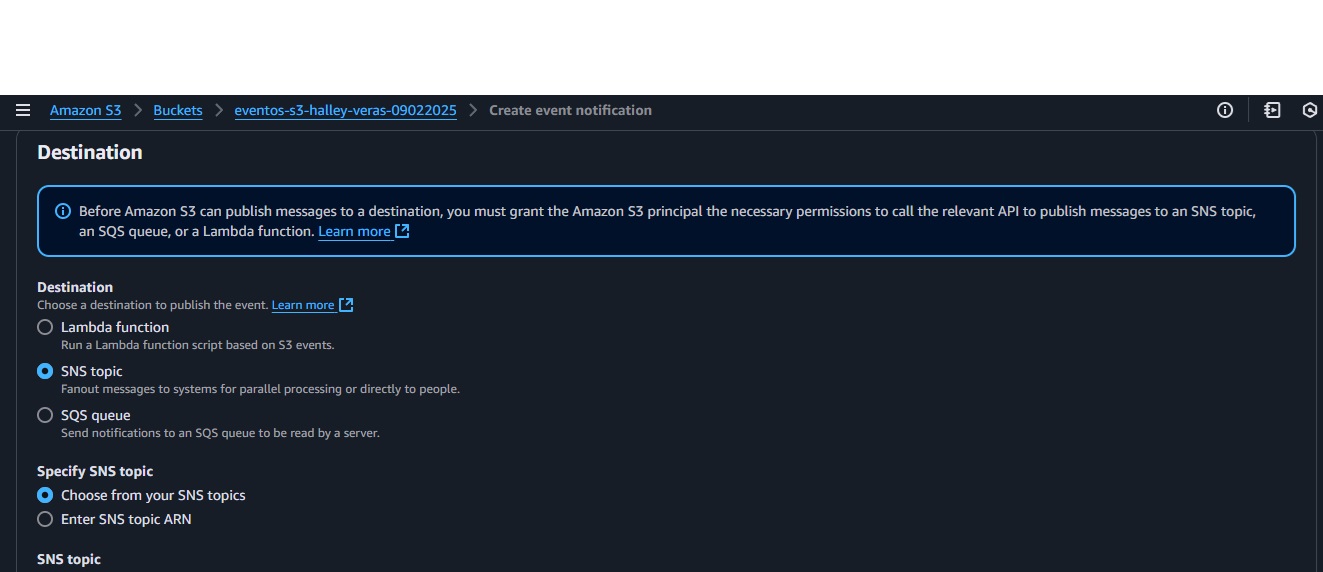 Amazon S3 > Buckets > eventos-s3-halley-veras-09022025 > Create event notification
Destination
Before Amazon S3 can publish messages to a destination, you must grant the Amazon S3 principal the necessary permissions to call the relevant API to publish messages to an SNS topic,
an SQS queue, or a Lambda function. Learn more
Destination
Choose a destination to publish the event. Learn more
Lambda function
Run a Lambda function script based on S3 events.
SNS topic
Fanout messages to systems for parallel processing or directly to people.
SQS queue
Send notifications to an SQS queue to be read by a server.
Specify SNS topic
Choose from your SNS topics
Enter SNS topic ARN
SNS topic